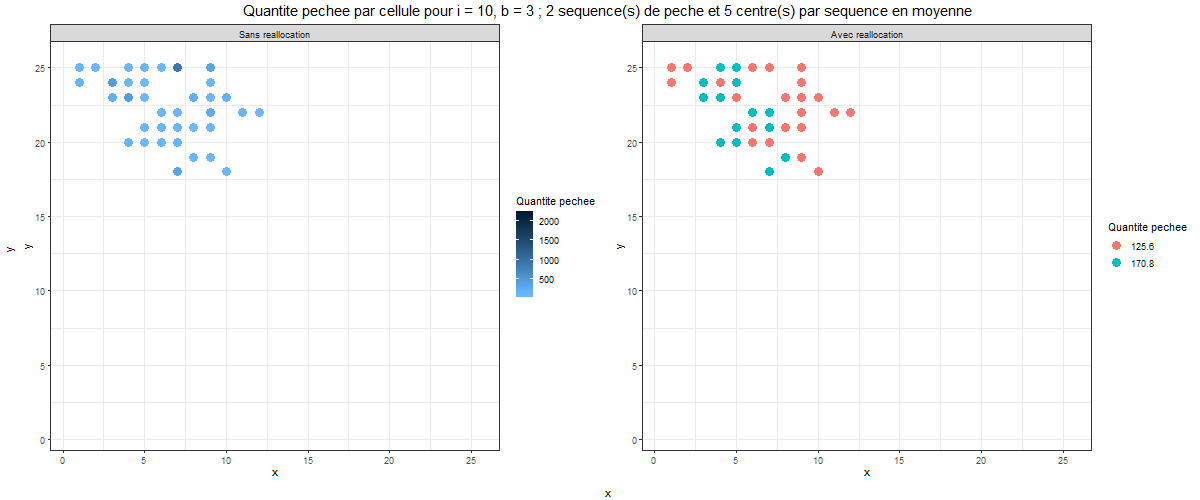 Quantite pechee par cellule pour i = 10, b = 3 ; 2 sequence(s) de peche et 5 centre(s) par sequence en moyenne
Sans reallocation
25
20
15
10
5
0
0 5 10 15 20 25
x
y
y
Quantite pechee
2000
1500
1000
500
Avec reallocation
25
20
15
10
5
0
0 5 10 15 20 25
x
y
Quantite pechee
125.6
170.8
x